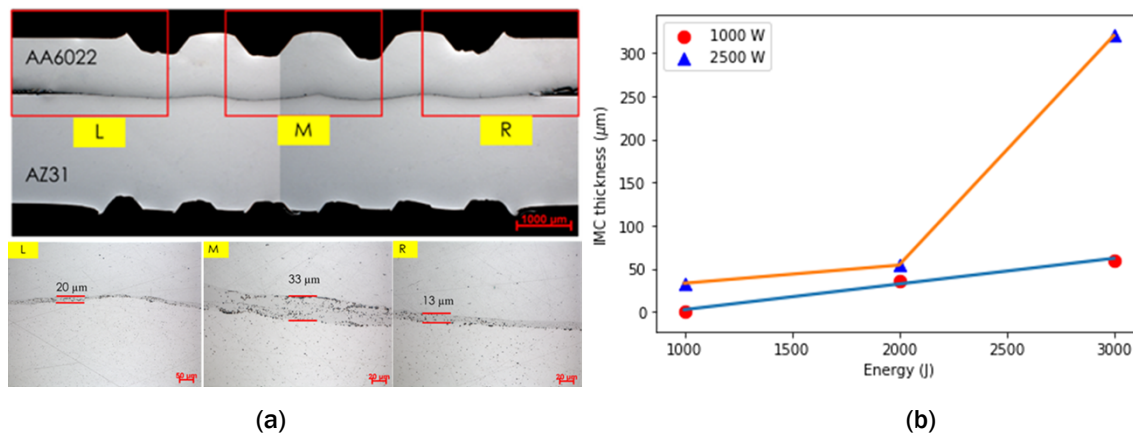 AA6022
L
M
R
AZ31
1000 µm
L
20 µm
50 µm
M
33 µm
20 µm
R
13 µm
20 µm
(a)
1000 W
2500 W
IMC thickness (µm)
300
250
200
150
100
50
0
1000
1500
2000
2500
3000
Energy (J)
(b)